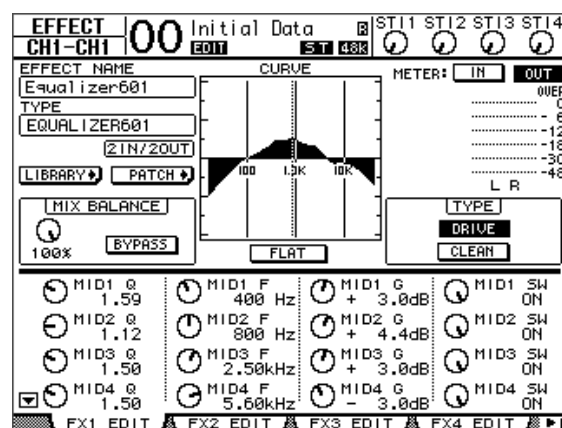 EFFECT
CH1-CH1
00 Initial Data R
EDIT ST 48K
STI1 STI2 STI3 STI4
EFFECT NAME
Equalizer601
TYPE
EQUALIZER601
2IN/2OUT
LIBRARY PATCH
CURVE
100 1.0K 10K
METER: IN OUT
OVER
0
- 6
-12
-18
-30
-48
L R
MIX BALANCE
100%
BYPASS
FLAT
TYPE
DRIVE
CLEAN
MID1 Q 1.59
MID1 F 400 Hz
MID1 G + 3.0dB
MID1 SW ON
MID2 Q 1.12
MID2 F 800 Hz
MID2 G + 4.4dB
MID2 SW ON
MID3 Q 1.50
MID3 F 2.50kHz
MID3 G + 3.0dB
MID3 SW ON
MID4 Q 1.50
MID4 F 5.60kHz
MID4 G - 3.0dB
MID4 SW ON
FX1 EDIT FX2 EDIT FX3 EDIT FX4 EDIT